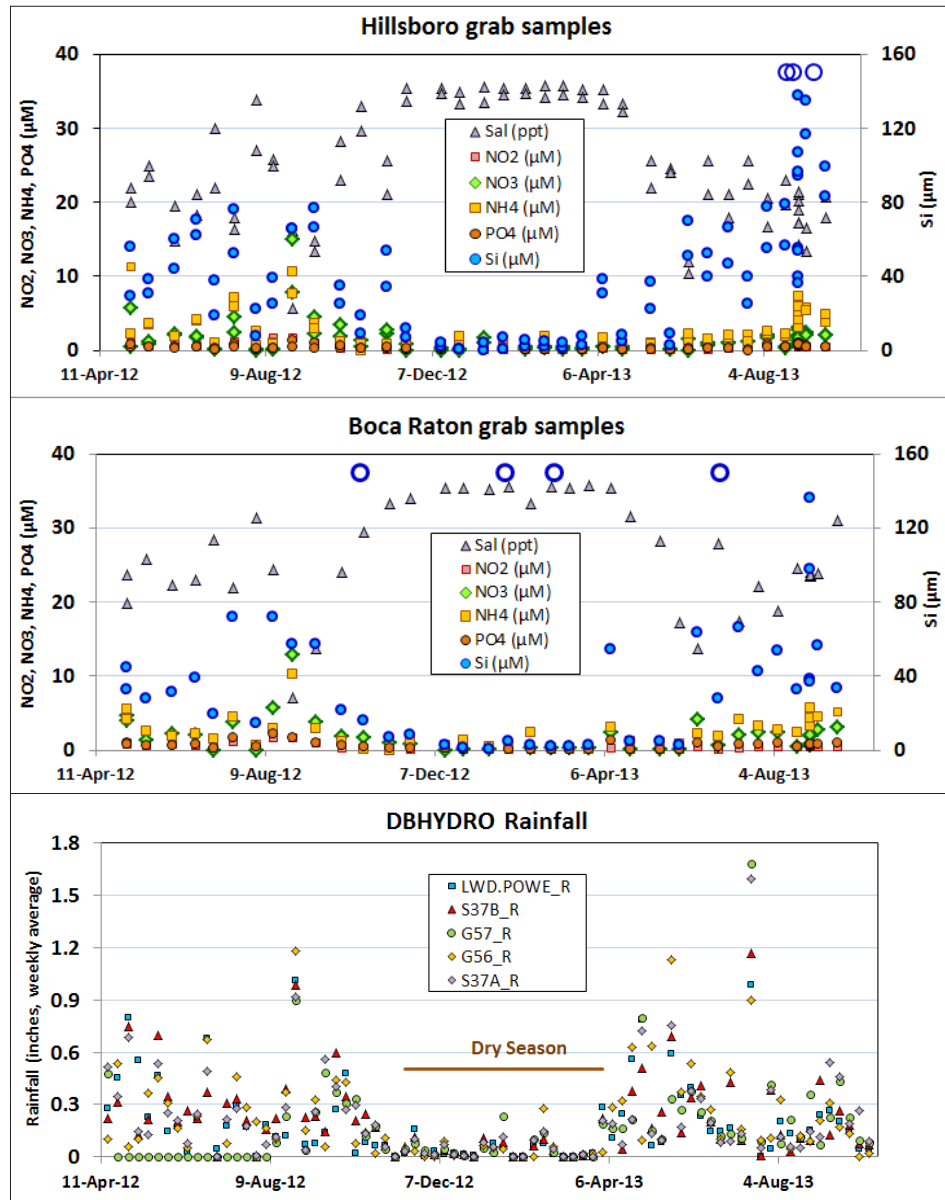 Hillsboro grab samples
NO2, NO3, NH4, PO4 (µM)
40
30
20
10
0
Sal (ppt)
NO2 (µM)
NO3 (µM)
NH4 (µM)
PO4 (µM)
Si (µM)
160
120
80
40
0
Si (µm)
11-Apr-12
9-Aug-12
7-Dec-12
6-Apr-13
4-Aug-13
Boca Raton grab samples
NO2, NO3, NH4, PO4 (µM)
40
30
20
10
0
Sal (ppt)
NO2 (µM)
NO3 (µM)
NH4 (µM)
PO4 (µM)
Si (µM)
160
120
80
40
0
Si (µm)
11-Apr-12
9-Aug-12
7-Dec-12
6-Apr-13
4-Aug-13
DBHYDRO Rainfall
Rainfall (inches, weekly average)
1.8
1.5
1.2
0.9
0.6
0.3
0
LWD.POWE_R
S37B_R
G57_R
G56_R
S37A_R
Dry Season
11-Apr-12
9-Aug-12
7-Dec-12
6-Apr-13
4-Aug-13